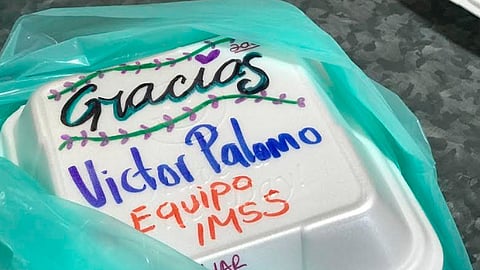 Gracias
Victor Palomo
EQUIPO
IMSS